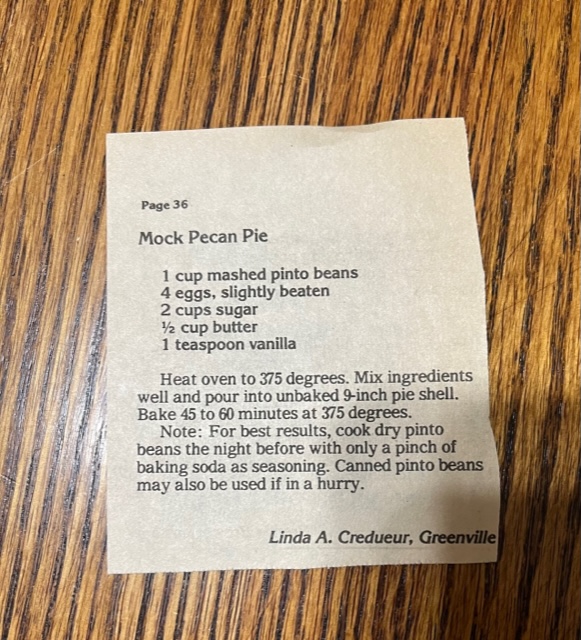 Page 36
Mock Pecan Pie
1 cup mashed pinto beans
4 eggs, slightly beaten
2 cups sugar
½ cup butter
1 teaspoon vanilla
Heat oven to 375 degrees. Mix ingredients
well and pour into unbaked 9-inch pie shell.
Bake 45 to 60 minutes at 375 degrees.
Note: For best results, cook dry pinto
beans the night before with only a pinch of
baking soda as seasoning. Canned pinto beans
may also be used if in a hurry.
Linda A. Credueur, Greenville